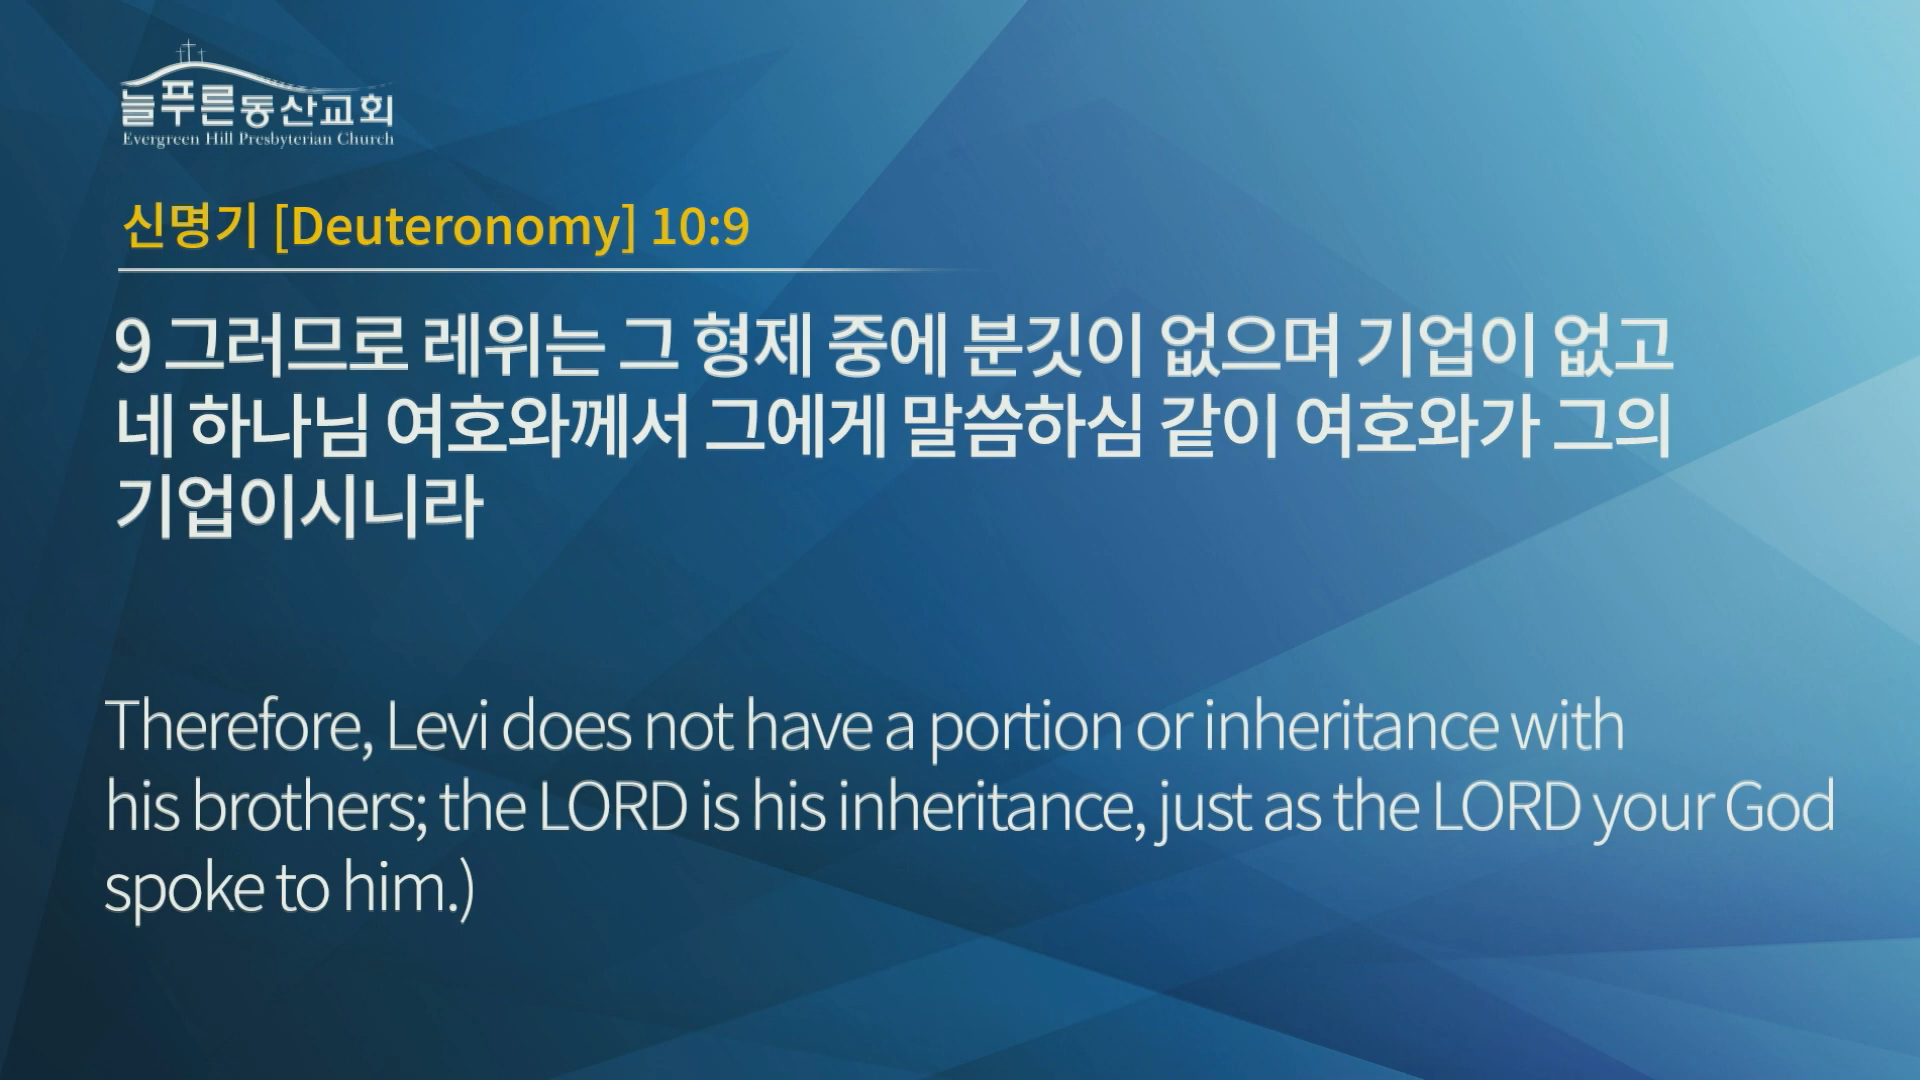 늘푸른동산교회
Evergreen Hill Presbyterian Church
신명기 [Deuteronomy] 10:9
9 그러므로 레위는 그 형제 중에 분깃이 없으며 기업이 없고
네 하나님 여호와께서 그에게 말씀하심 같이 여호와가 그의
기업이시니라
Therefore, Levi does not have a portion or inheritance with
his brothers; the LORD is his inheritance, just as the LORD your God
spoke to him.)